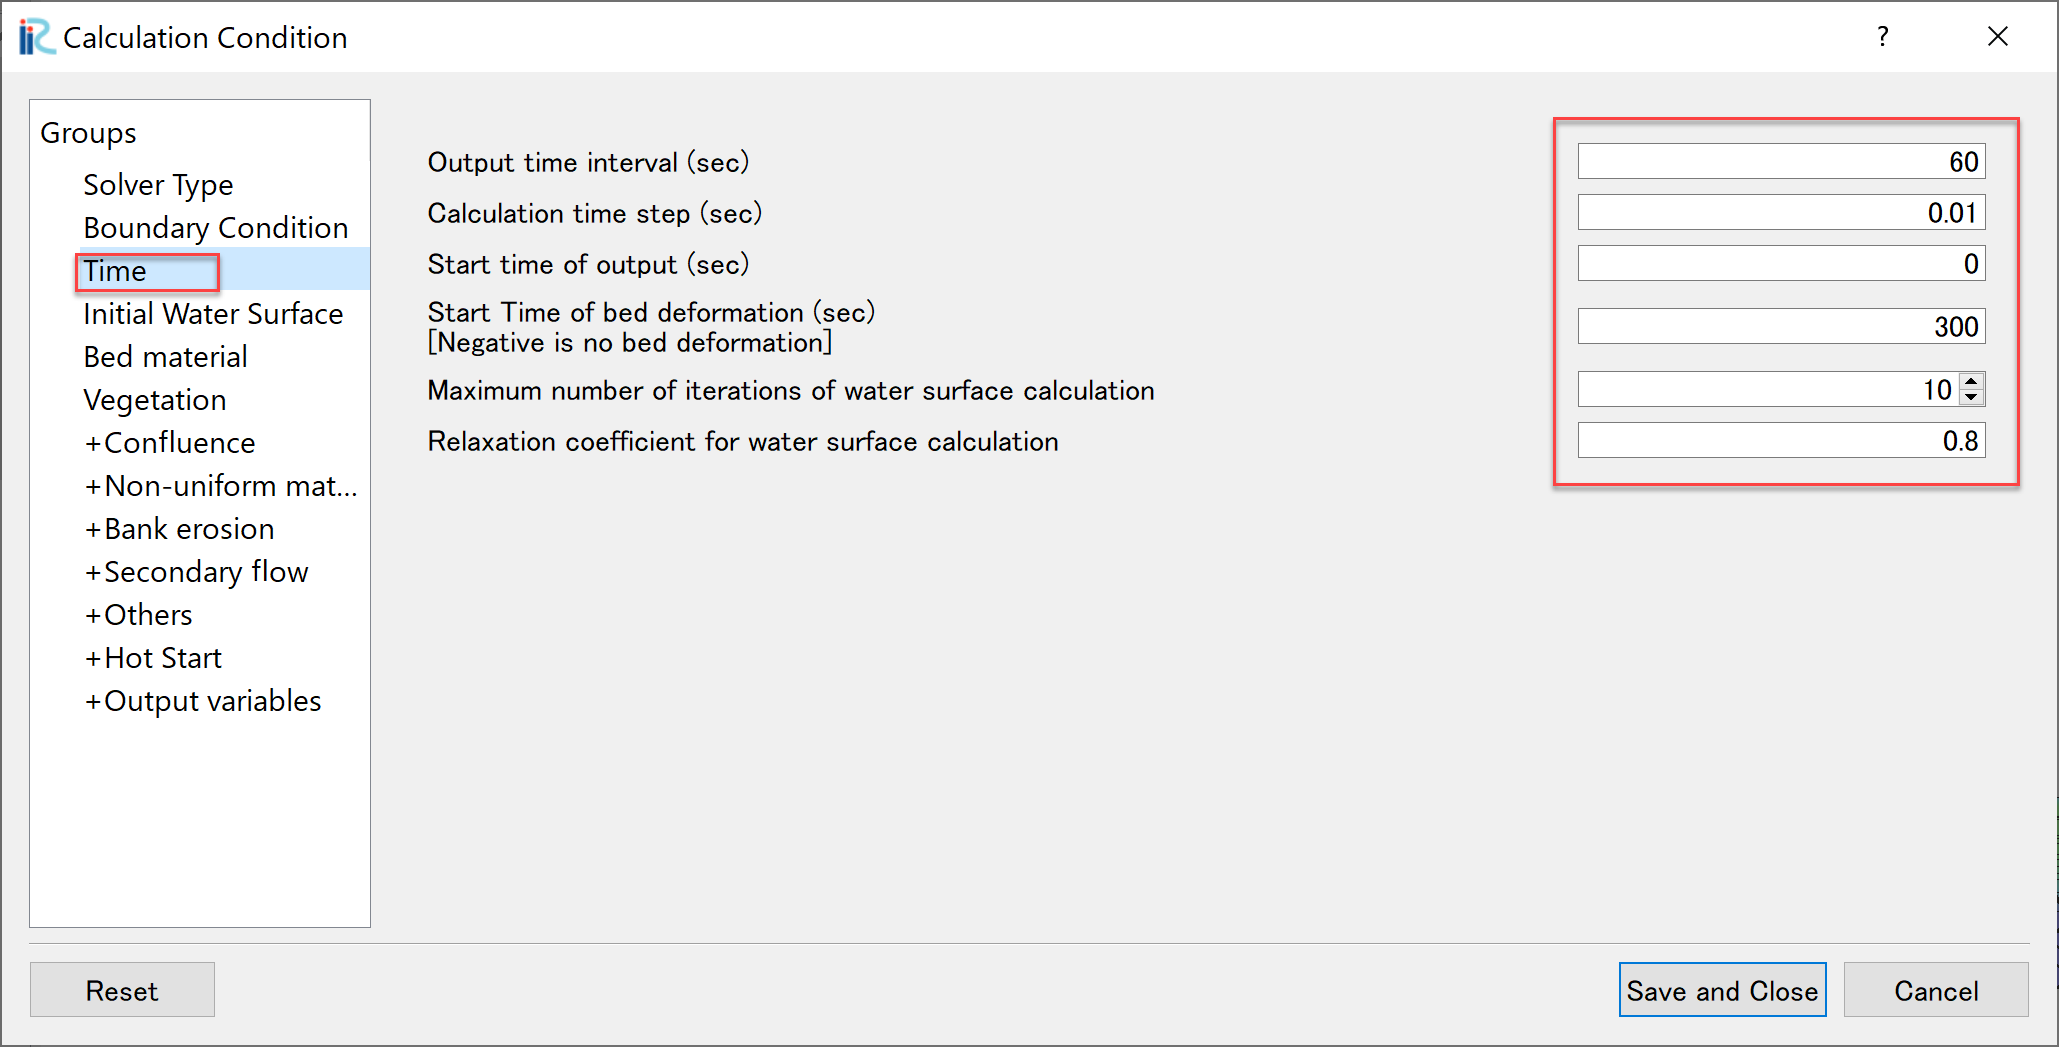 iRIC Calculation Condition ?
Groups
Solver Type
Boundary Condition
Time
Initial Water Surface
Bed material
Vegetation
+Confluence
+Non-uniform mat...
+Bank erosion
+Secondary flow
+Others
+Hot Start
+Output variables
Output time interval (sec) 60
Calculation time step (sec) 0.01
Start time of output (sec) 0
Start Time of bed deformation (sec)
[Negative is no bed deformation] 300
Maximum number of iterations of water surface calculation 10
Relaxation coefficient for water surface calculation 0.8
Reset Save and Close Cancel